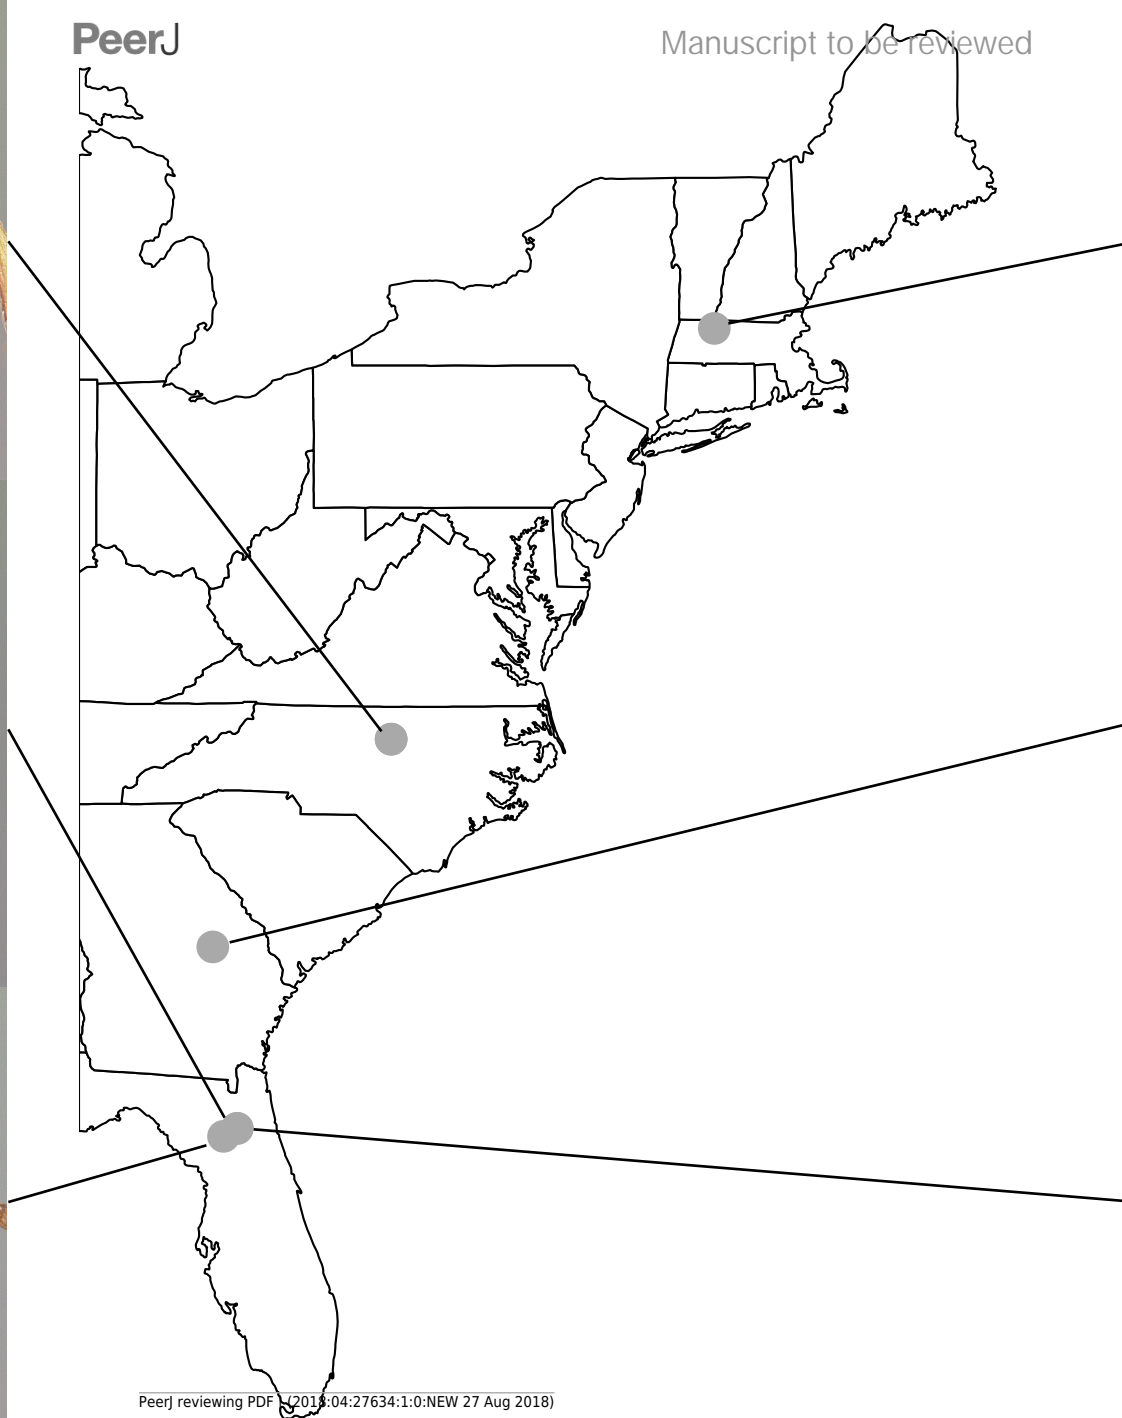 PeerJ
Manuscript to be reviewed
PeerJ reviewing PDF | (2018:04:27634:1:0:NEW 27 Aug 2018)